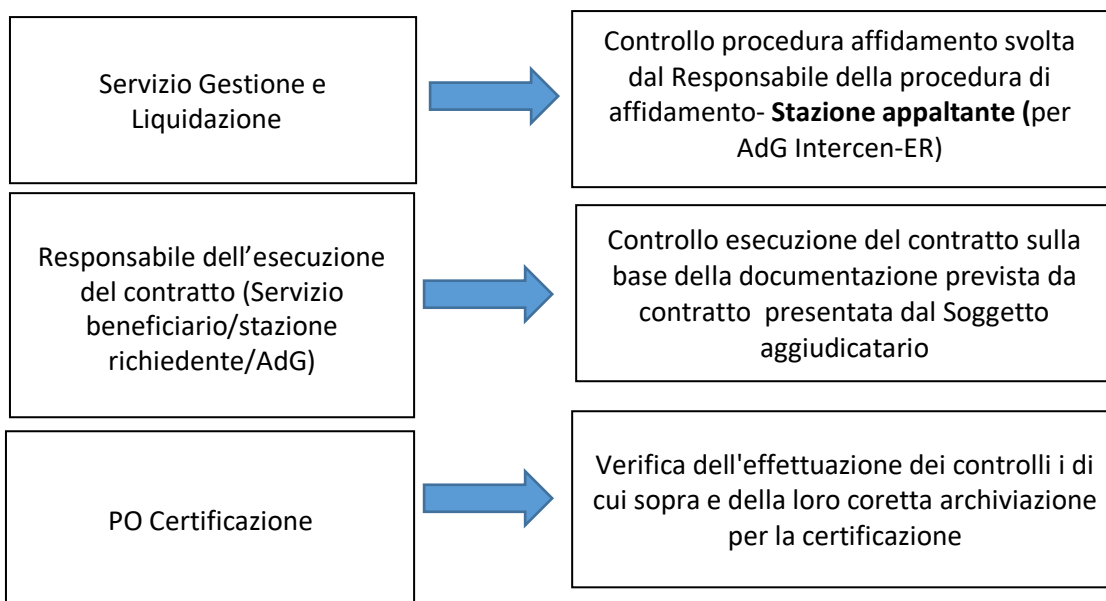 Servizio Gestione e
Liquidazione
Controllo procedura affidamento svolta
dal Responsabile della procedura di
affidamento- Stazione appaltante (per
AdG Intercen-ER)
Responsabile dell’esecuzione
del contratto (Servizio
beneficiario/stazione
richiedente/AdG)
Controllo esecuzione del contratto sulla
base della documentazione prevista da
contratto presentata dal Soggetto
aggiudicatario
PO Certificazione
Verifica dell'effettuazione dei controlli i di
cui sopra e della loro coretta archiviazione
per la certificazione